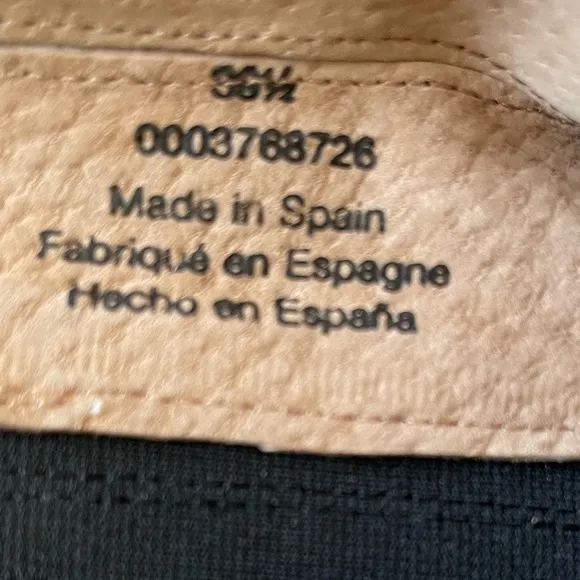 36½
0003768726
Made in Spain
Fabriqué en Espagne
Hecho en España